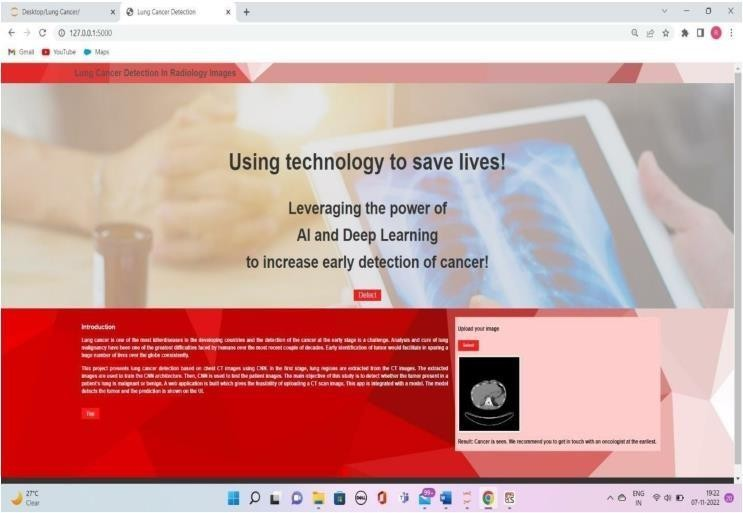 Desktop/Lung Cancer/
Lung Cancer Detection
127.0.0.1:5000
Gmail
YouTube
Maps
Lung Cancer Detection In Radiology Images
Using technology to save lives!
Leveraging the power of
AI and Deep Learning
to increase early detection of cancer!
Detect
Introduction
Lung cancer is one of the most killerdiseases in the developing countries and the detection of the cancer at the early stage is a challenge. Analysis and cure of lung
malignancy have been one of the greatest difficulties faced by humans over the most recent couple of decades. Early identification of tumor would facilitate in sparing a
huge number of lives over the globe consistently.
This project presents lung cancer detection based on chest CT images using CNN. In the first stage, lung regions are extracted from the CT images. The extracted
images are used to train the CNN architecture. Then, CNN is used to test the patient images. The main objective of this study is to detect whether the tumor present in a
patient's lung is malignant or benign. A web application is built which gives the feasibility of uploading a CT scan image. This app is integrated with a model. The model
detects the tumor and the prediction is shown on the UI.
Upload your image
Select
Result: Cancer is seen. We recommend you to get in touch with an oncologist at the earliest.
27°C
Clear
99+
ENG
IN
19:22
07-11-2022
20